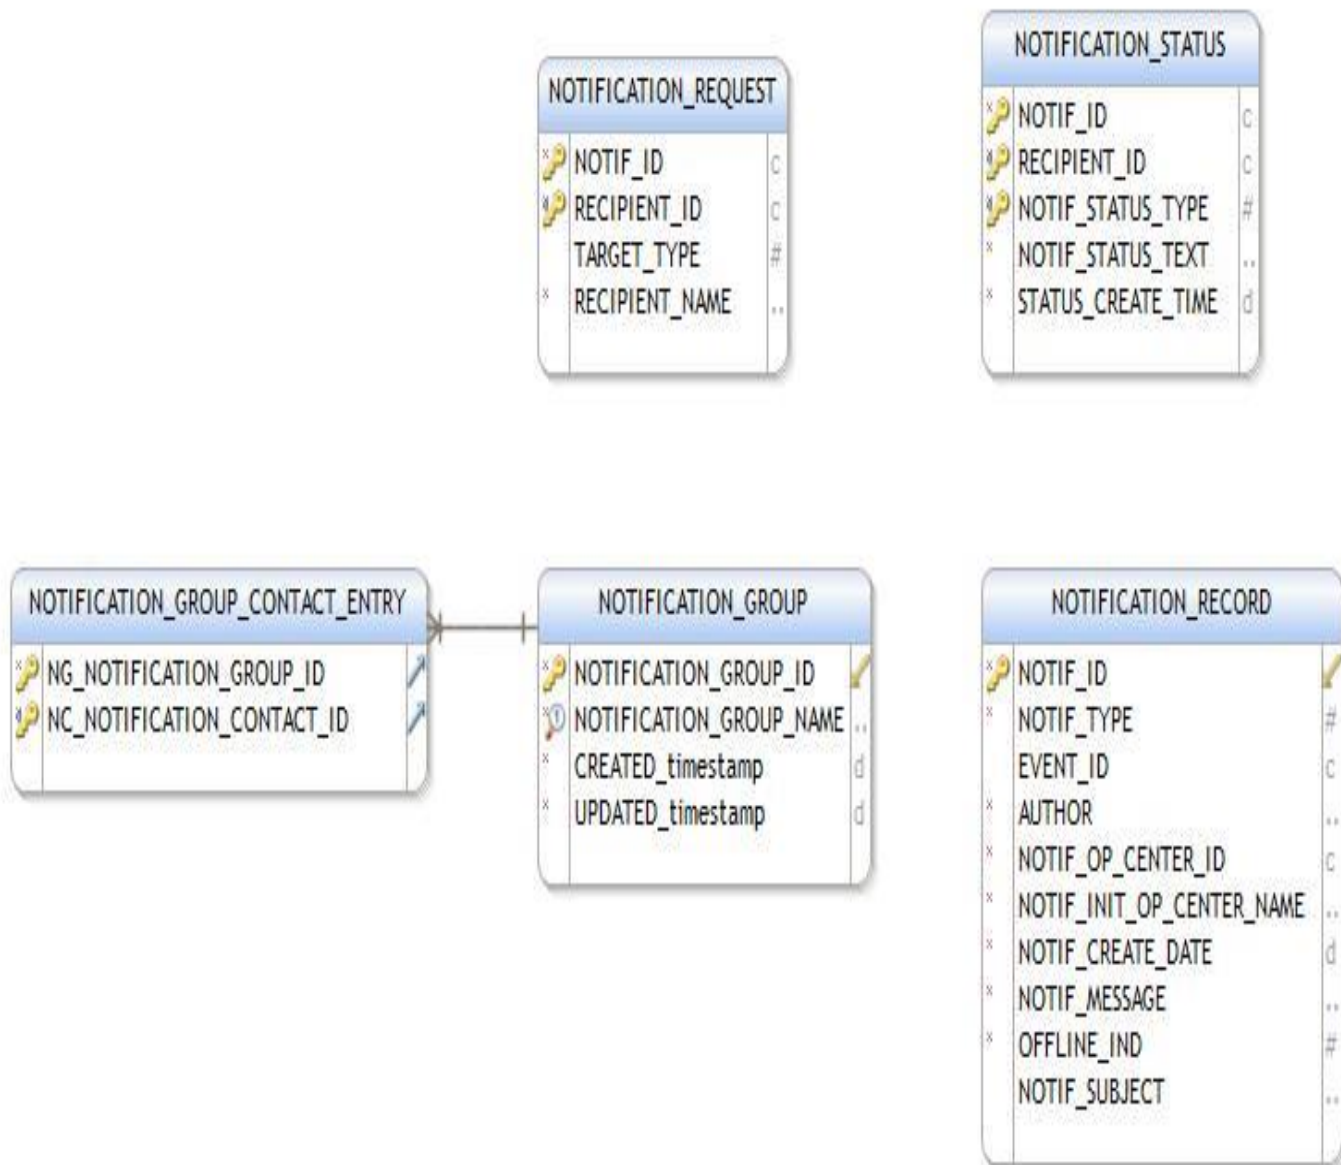 NOTIFICATION_REQUEST
NOTIF_ID c
RECIPIENT_ID c
TARGET_TYPE #
RECIPIENT_NAME ..
NOTIFICATION_STATUS
NOTIF_ID c
RECIPIENT_ID c
NOTIF_STATUS_TYPE #
NOTIF_STATUS_TEXT ..
STATUS_CREATE_TIME d
NOTIFICATION_GROUP_CONTACT_ENTRY
NG_NOTIFICATION_GROUP_ID
NC_NOTIFICATION_CONTACT_ID
NOTIFICATION_GROUP
NOTIFICATION_GROUP_ID
NOTIFICATION_GROUP_NAME ..
CREATED_timestamp d
UPDATED_timestamp d
NOTIFICATION_RECORD
NOTIF_ID
NOTIF_TYPE #
EVENT_ID c
AUTHOR ..
NOTIF_OP_CENTER_ID c
NOTIF_INIT_OP_CENTER_NAME ..
NOTIF_CREATE_DATE d
NOTIF_MESSAGE ..
OFFLINE_IND #
NOTIF_SUBJECT ..